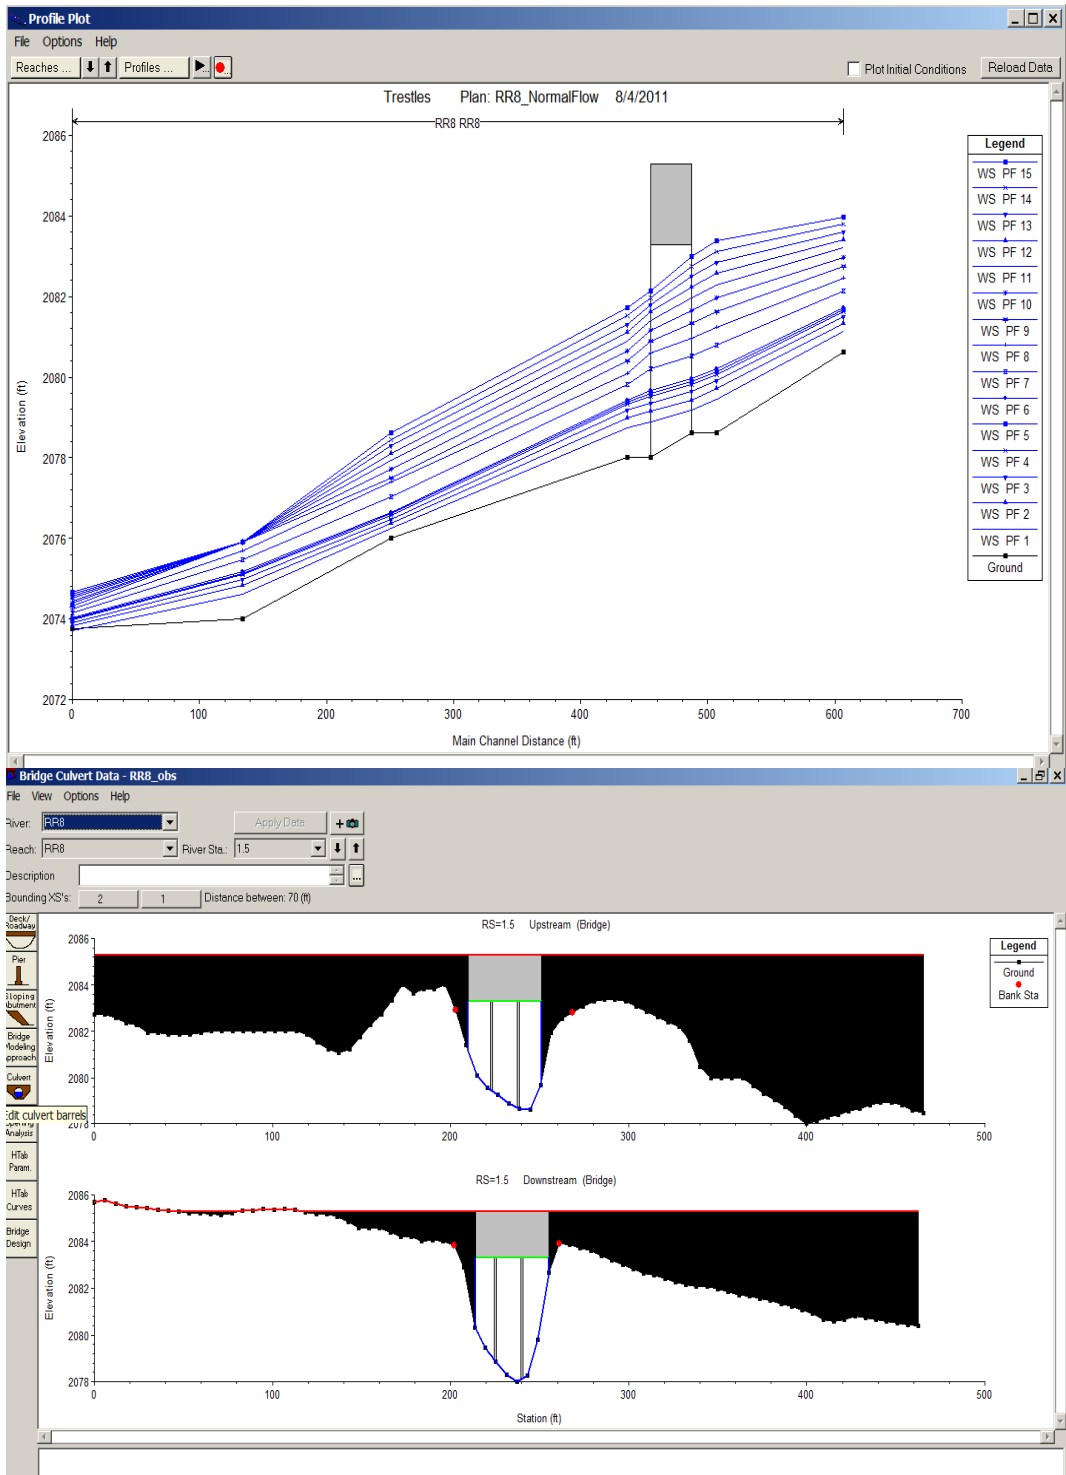 Profile Plot
File Options Help
Reaches ... Profiles ... Plot Initial Conditions Reload Data
Trestles Plan: RR8_NormalFlow 8/4/2011
RR8 RR8
2086
2084
2082
2080
2078
2076
2074
2072
Elevation (ft)
0 100 200 300 400 500 600 700
Main Channel Distance (ft)
Legend
WS PF 15
WS PF 14
WS PF 13
WS PF 12
WS PF 11
WS PF 10
WS PF 9
WS PF 8
WS PF 7
WS PF 6
WS PF 5
WS PF 4
WS PF 3
WS PF 2
WS PF 1
Ground
Bridge Culvert Data - RR8_obs
File View Options Help
River: RR8 Apply Data
Reach: RR8 River Sta.: 1.5
Description ...
Bounding XS's: 2 1 Distance between: 70 (ft)
Deck/
Roadway
Pier
Sloping
Abutment
Bridge
Modeling
Approach
Culvert
Edit culvert barrels
Opening
Analysis
HTab
Param.
HTab
Curves
Bridge
Design
RS=1.5 Upstream (Bridge)
2086
2084
2082
2080
2078
Elevation (ft)
0 100 200 300 400 500
Legend
Ground
Bank Sta
RS=1.5 Downstream (Bridge)
2086
2084
2082
2080
2078
Elevation (ft)
0 100 200 300 400 500
Station (ft)